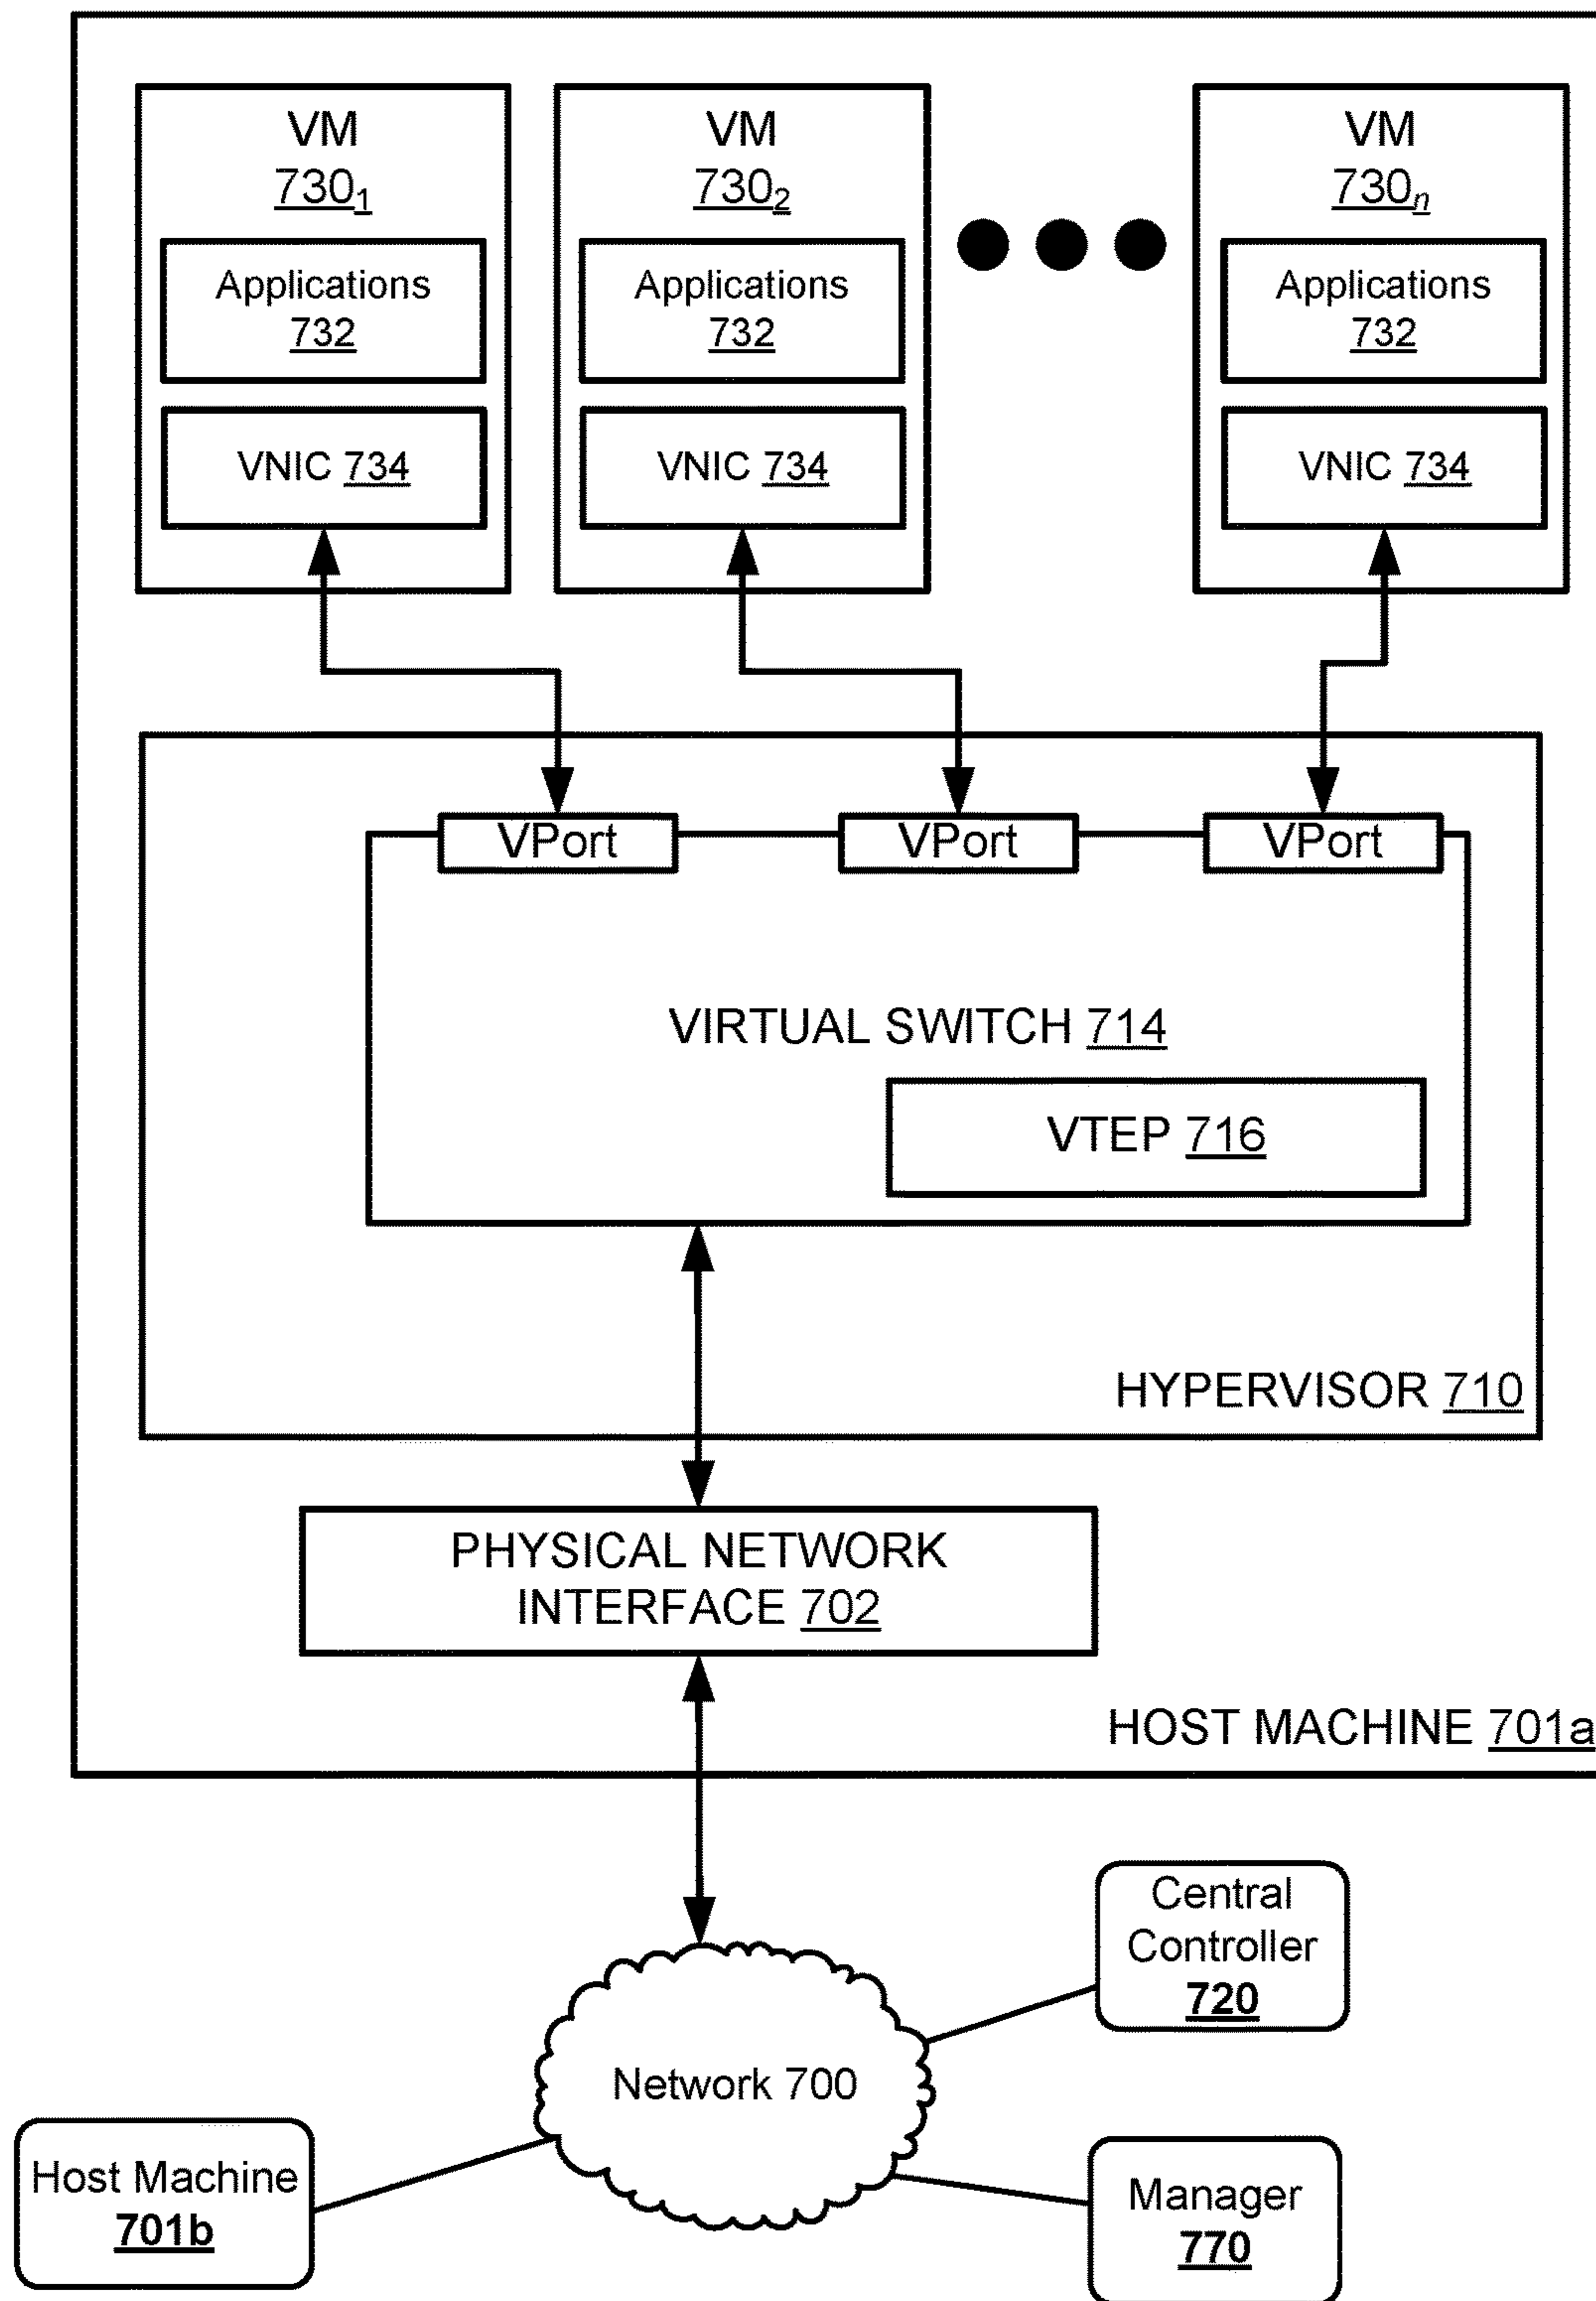 VM
730₁
Applications
732
VNIC 734
VM
730₂
Applications
732
VNIC 734
VM
730ₙ
Applications
732
VNIC 734
VPort
VPort
VPort
VIRTUAL SWITCH 714
VTEP 716
HYPERVISOR 710
PHYSICAL NETWORK
INTERFACE 702
HOST MACHINE 701a
Central
Controller
720
Network 700
Host Machine
701b
Manager
770